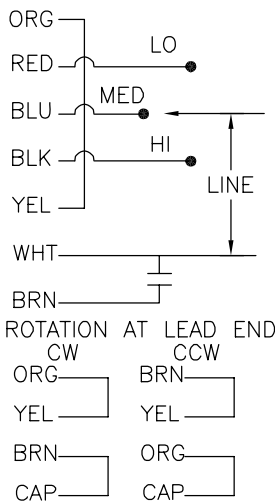 ORG
LO
RED
MED
BLU
HI
BLK
LINE
YEL
WHT
BRN
ROTATION AT LEAD END
CW CCW
ORG BRN
YEL YEL
BRN ORG
CAP CAP